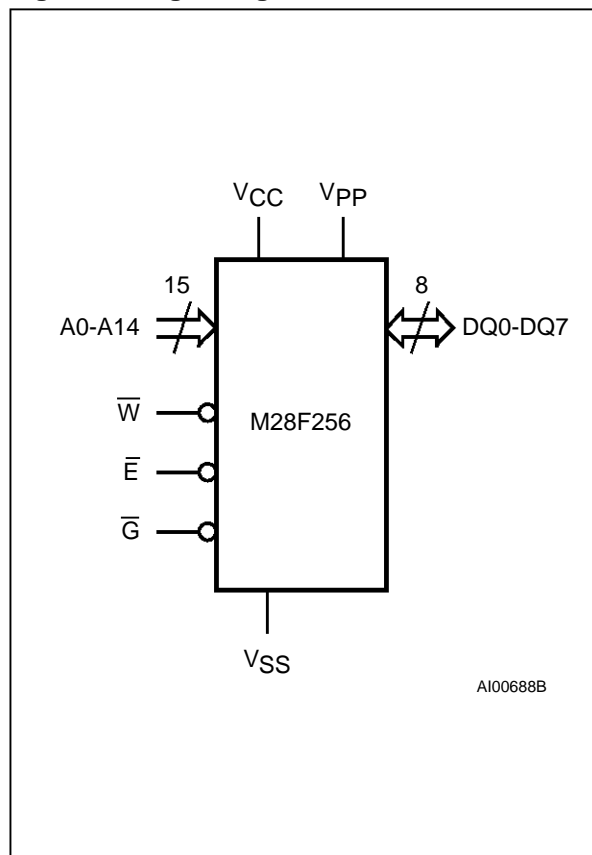 VCC VPP
15 8
A0-A14 DQ0-DQ7
W̅
M28F256
E̅
G̅
VSS
AI00688B